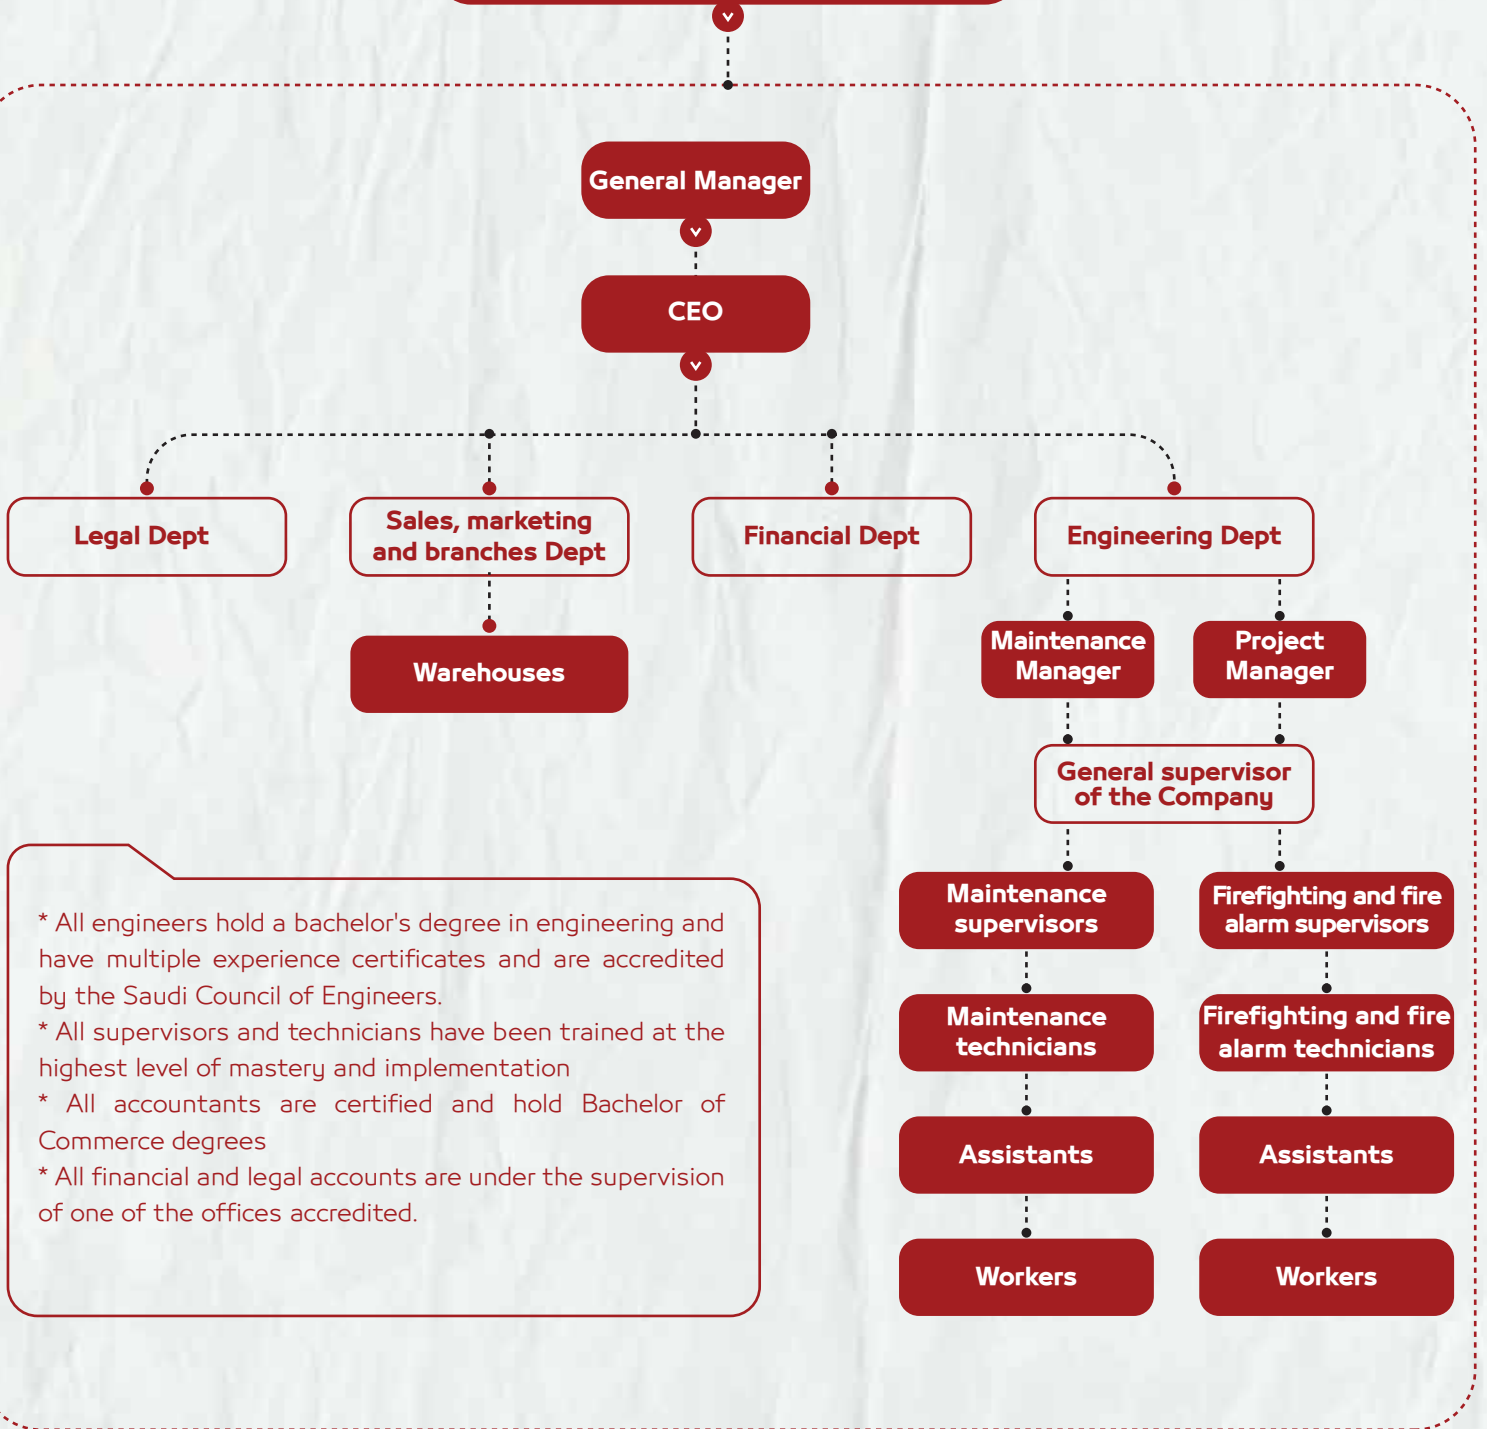 General Manager
CEO
Legal Dept
Sales, marketing
and branches Dept
Financial Dept
Engineering Dept
Warehouses
Maintenance
Manager
Project
Manager
General supervisor
of the Company
Maintenance
supervisors
Firefighting and fire
alarm supervisors
Maintenance
technicians
Firefighting and fire
alarm technicians
Assistants
Assistants
Workers
Workers
* All engineers hold a bachelor's degree in engineering and
have multiple experience certificates and are accredited
by the Saudi Council of Engineers.
* All supervisors and technicians have been trained at the
highest level of mastery and implementation
* All accountants are certified and hold Bachelor of
Commerce degrees
* All financial and legal accounts are under the supervision
of one of the offices accredited.